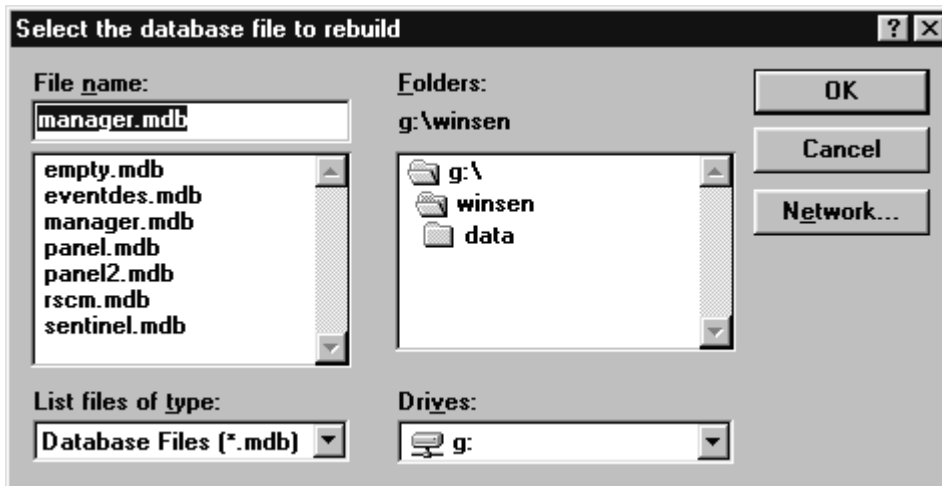 Select the database file to rebuild
File name:
manager.mdb
empty.mdb
eventdes.mdb
manager.mdb
panel.mdb
panel2.mdb
rscm.mdb
sentinel.mdb
List files of type:
Database Files (*.mdb)
Folders:
g:\winsen
g:\
winsen
data
Drives:
g:
OK
Cancel
Network...